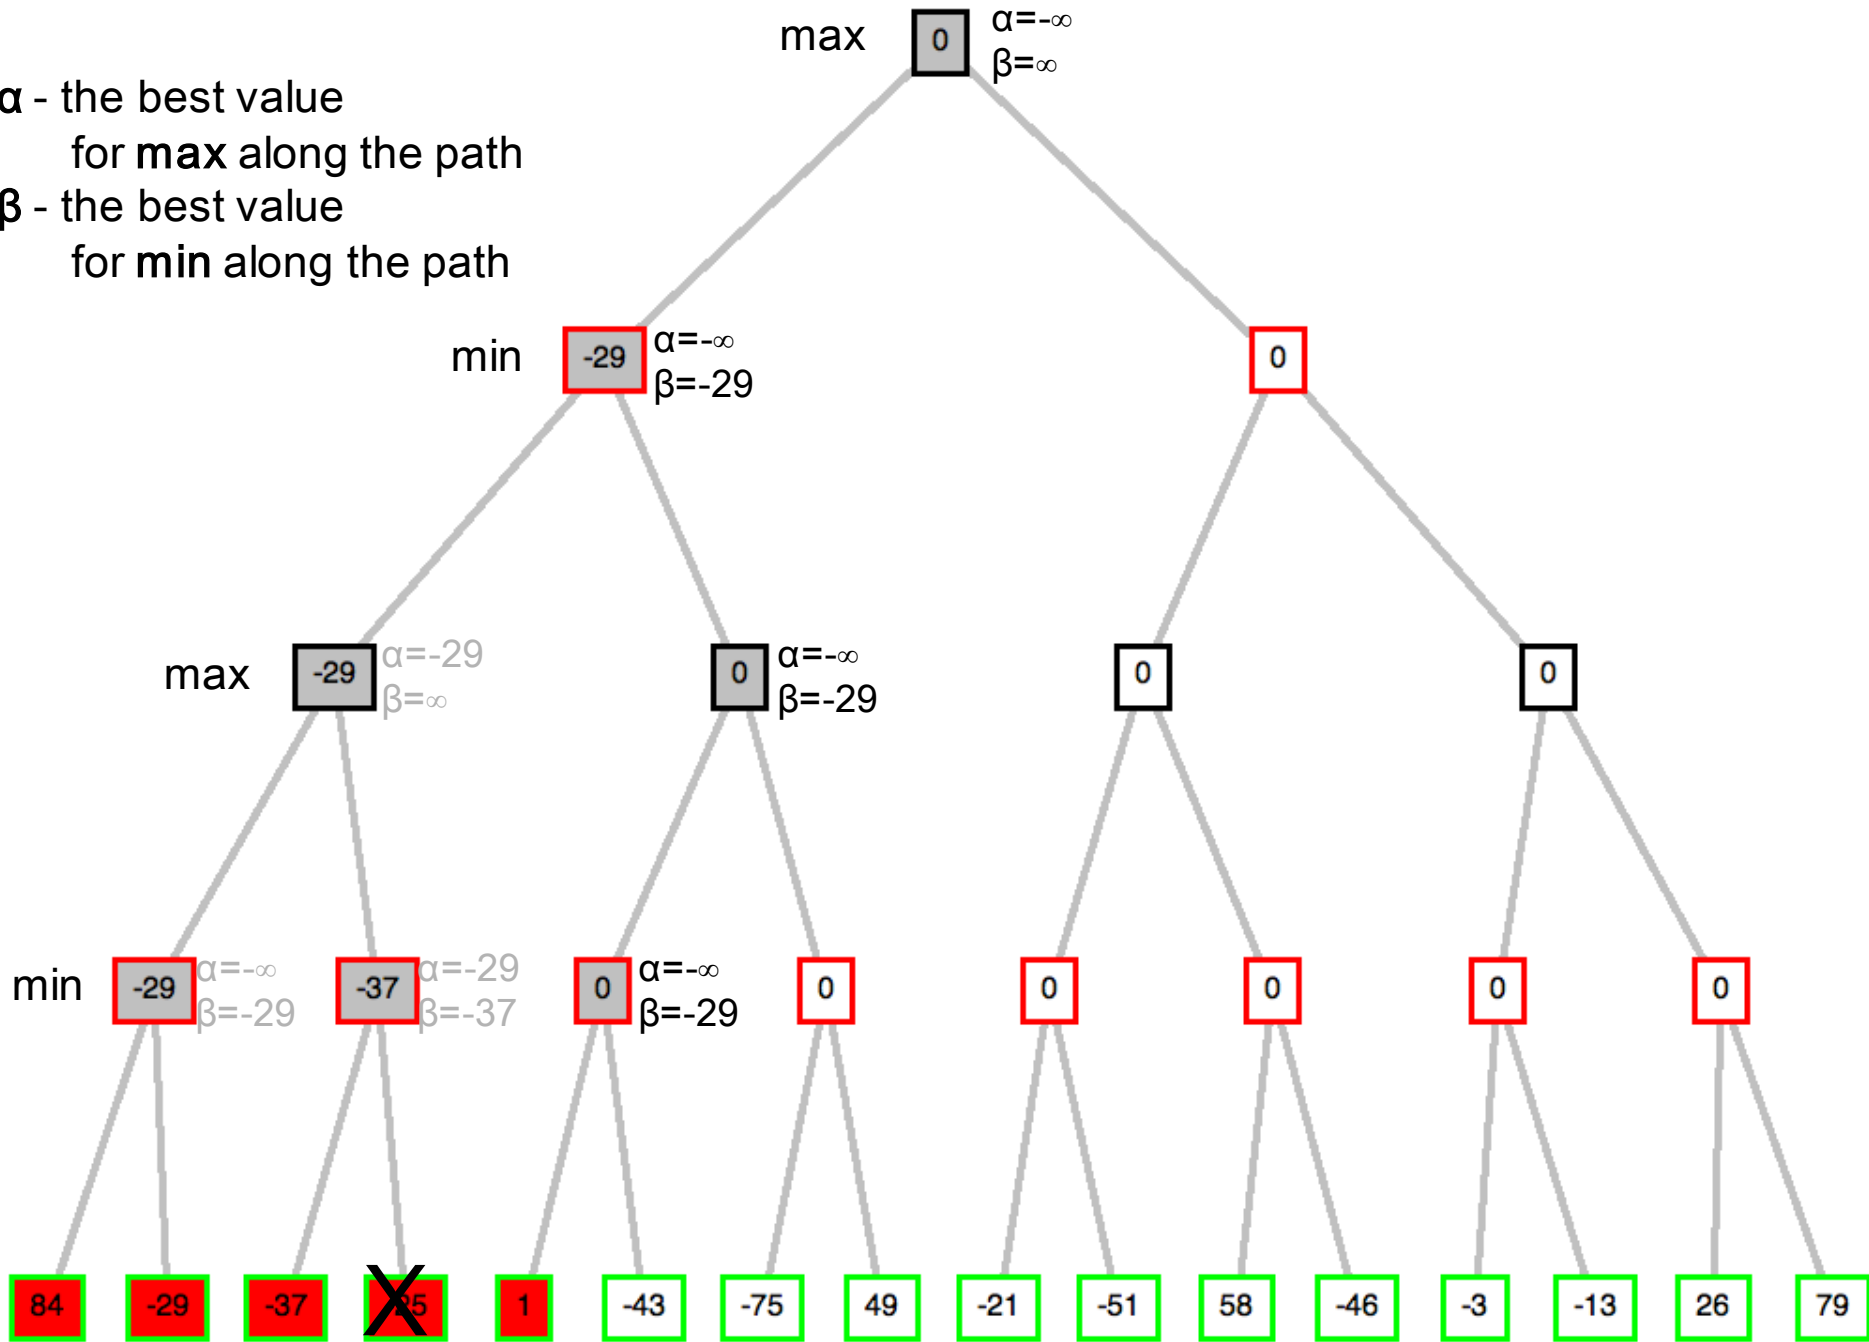 max 0 α=-∞
β=∞
α - the best value
for max along the path
β - the best value
for min along the path
min -29 α=-∞
β=-29
0
max -29 α=-29
β=∞
0 α=-∞
β=-29
0 0
min -29 α=-∞
β=-29
-37 α=-29
β=-37
0 α=-∞
β=-29
0 0 0 0 0
84 -29 -37 X 1 -43 -75 49 -21 -51 58 -46 -3 -13 26 79